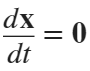 d𝐱/dt = 𝟎